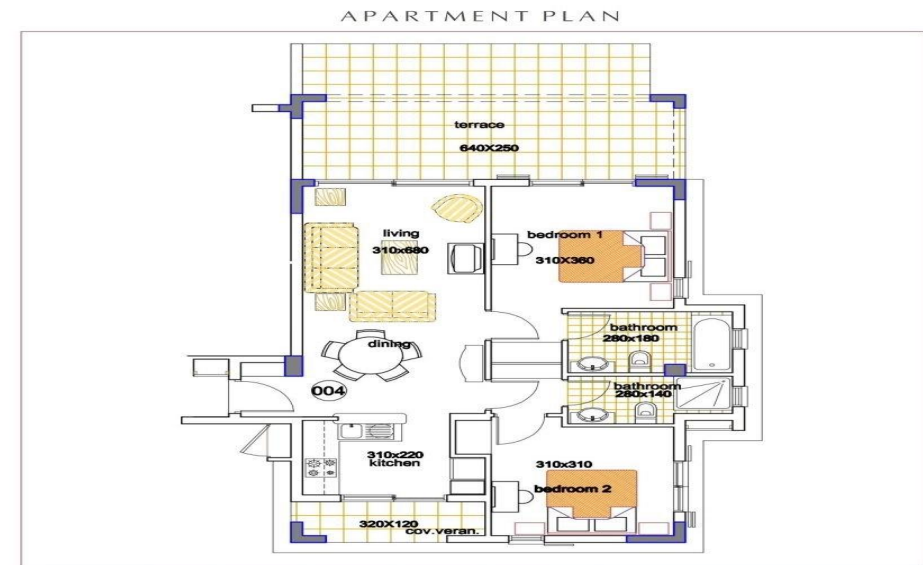 APARTMENT PLAN
terrace
640X250
living
310x680
bedroom 1
310X360
bathroom
280x180
dining
bathroom
280x140
004
310x220
kitchen
310x310
bedroom 2
320X120
cov.veran.